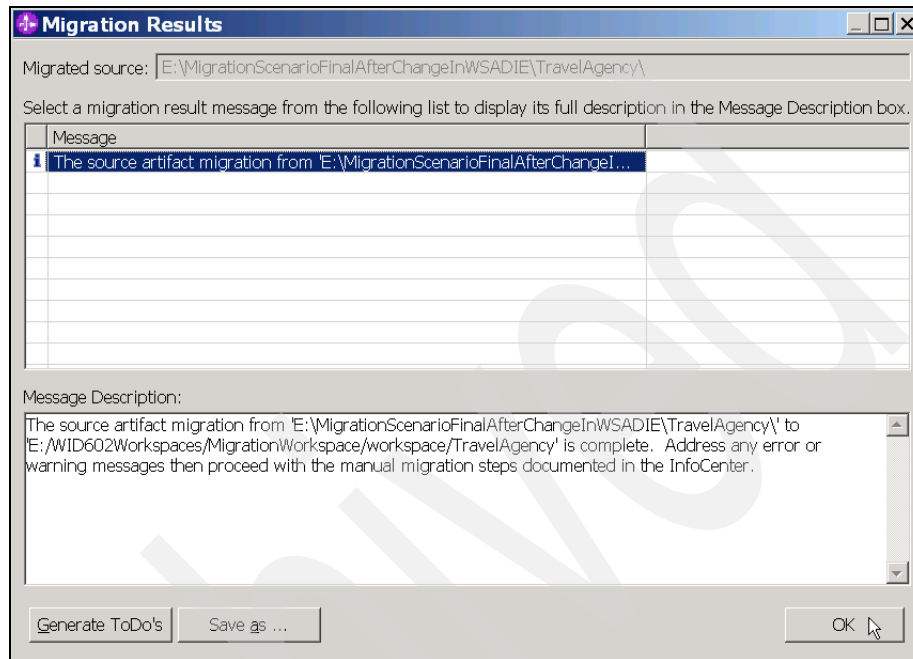 Migration Results
Migrated source: E:\MigrationScenarioFinalAfterChangeInWSADIE\TravelAgency\
Select a migration result message from the following list to display its full description in the Message Description box.
Message
i The source artifact migration from 'E:\MigrationScenarioFinalAfterChangeI...
Message Description:
The source artifact migration from 'E:\MigrationScenarioFinalAfterChangeInWSADIE\TravelAgency\' to
'E:/WID602Workspaces/MigrationWorkspace/workspace/TravelAgency' is complete.  Address any error or
warning messages then proceed with the manual migration steps documented in the InfoCenter.
Generate ToDo's Save as ... OK